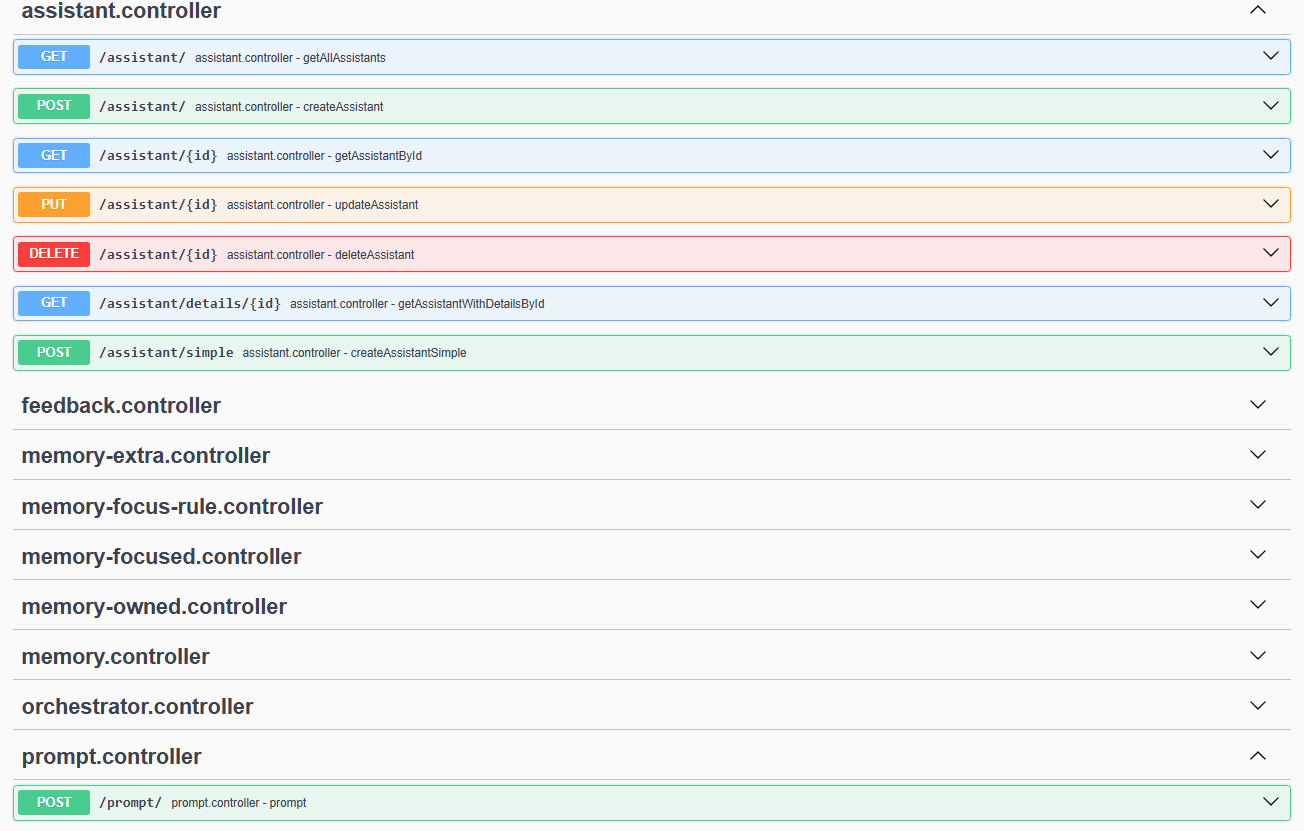 assistant.controller
GET /assistant/ assistant.controller - getAllAssistants
POST /assistant/ assistant.controller - createAssistant
GET /assistant/{id} assistant.controller - getAssistantById
PUT /assistant/{id} assistant.controller - updateAssistant
DELETE /assistant/{id} assistant.controller - deleteAssistant
GET /assistant/details/{id} assistant.controller - getAssistantWithDetailsById
POST /assistant/simple assistant.controller - createAssistantSimple
feedback.controller
memory-extra.controller
memory-focus-rule.controller
memory-focused.controller
memory-owned.controller
memory.controller
orchestrator.controller
prompt.controller
POST /prompt/ prompt.controller - prompt